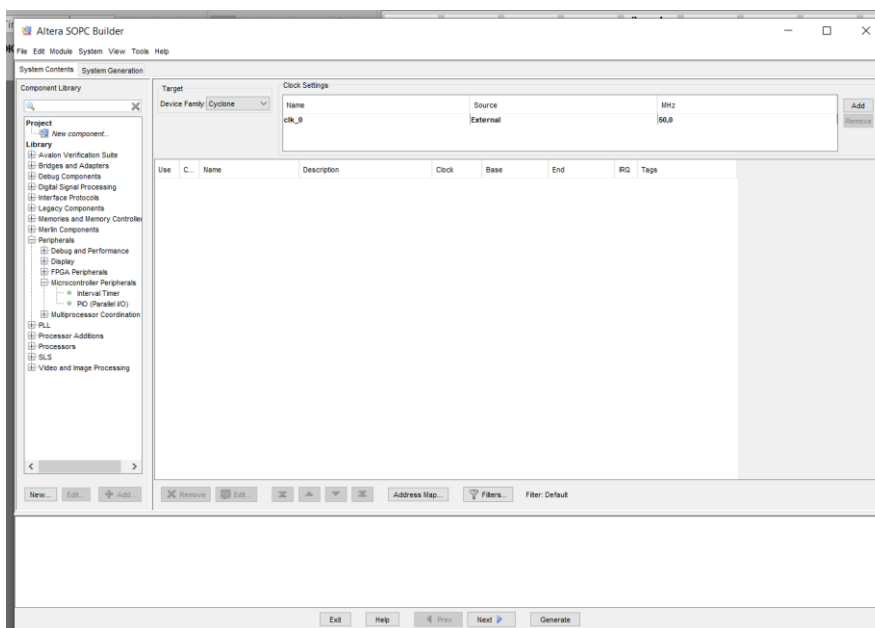 Altera SOPC Builder
File Edit Module System View Tools Help
System Contents System Generation
Component Library
Project
New component...
Library
Avalon Verification Suite
Bridges and Adapters
Debug Components
Digital Signal Processing
Interface Protocols
Legacy Components
Memories and Memory Controller
Merlin Components
Peripherals
Debug and Performance
Display
FPGA Peripherals
Microcontroller Peripherals
Interval Timer
PIO (Parallel I/O)
Multiprocessor Coordination
PLL
Processor Additions
Processors
SLS
Video and Image Processing
New... Edit... Add...
Target
Device Family: Cyclone
Clock Settings
Name Source MHz
clk_0 External 50,0
Add
Remove
Use C... Name Description Clock Base End IRQ Tags
Remove Edit... Address Map... Filters... Filter: Default
Exit Help Prev Next Generate